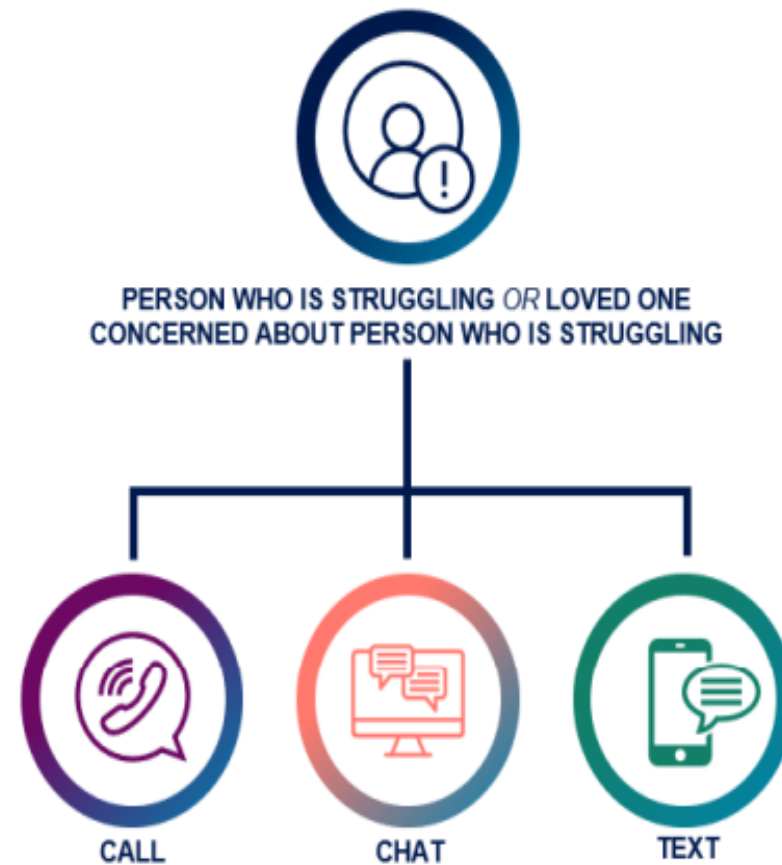 PERSON WHO IS STRUGGLING OR LOVED ONE
CONCERNED ABOUT PERSON WHO IS STRUGGLING
CALL
CHAT
TEXT